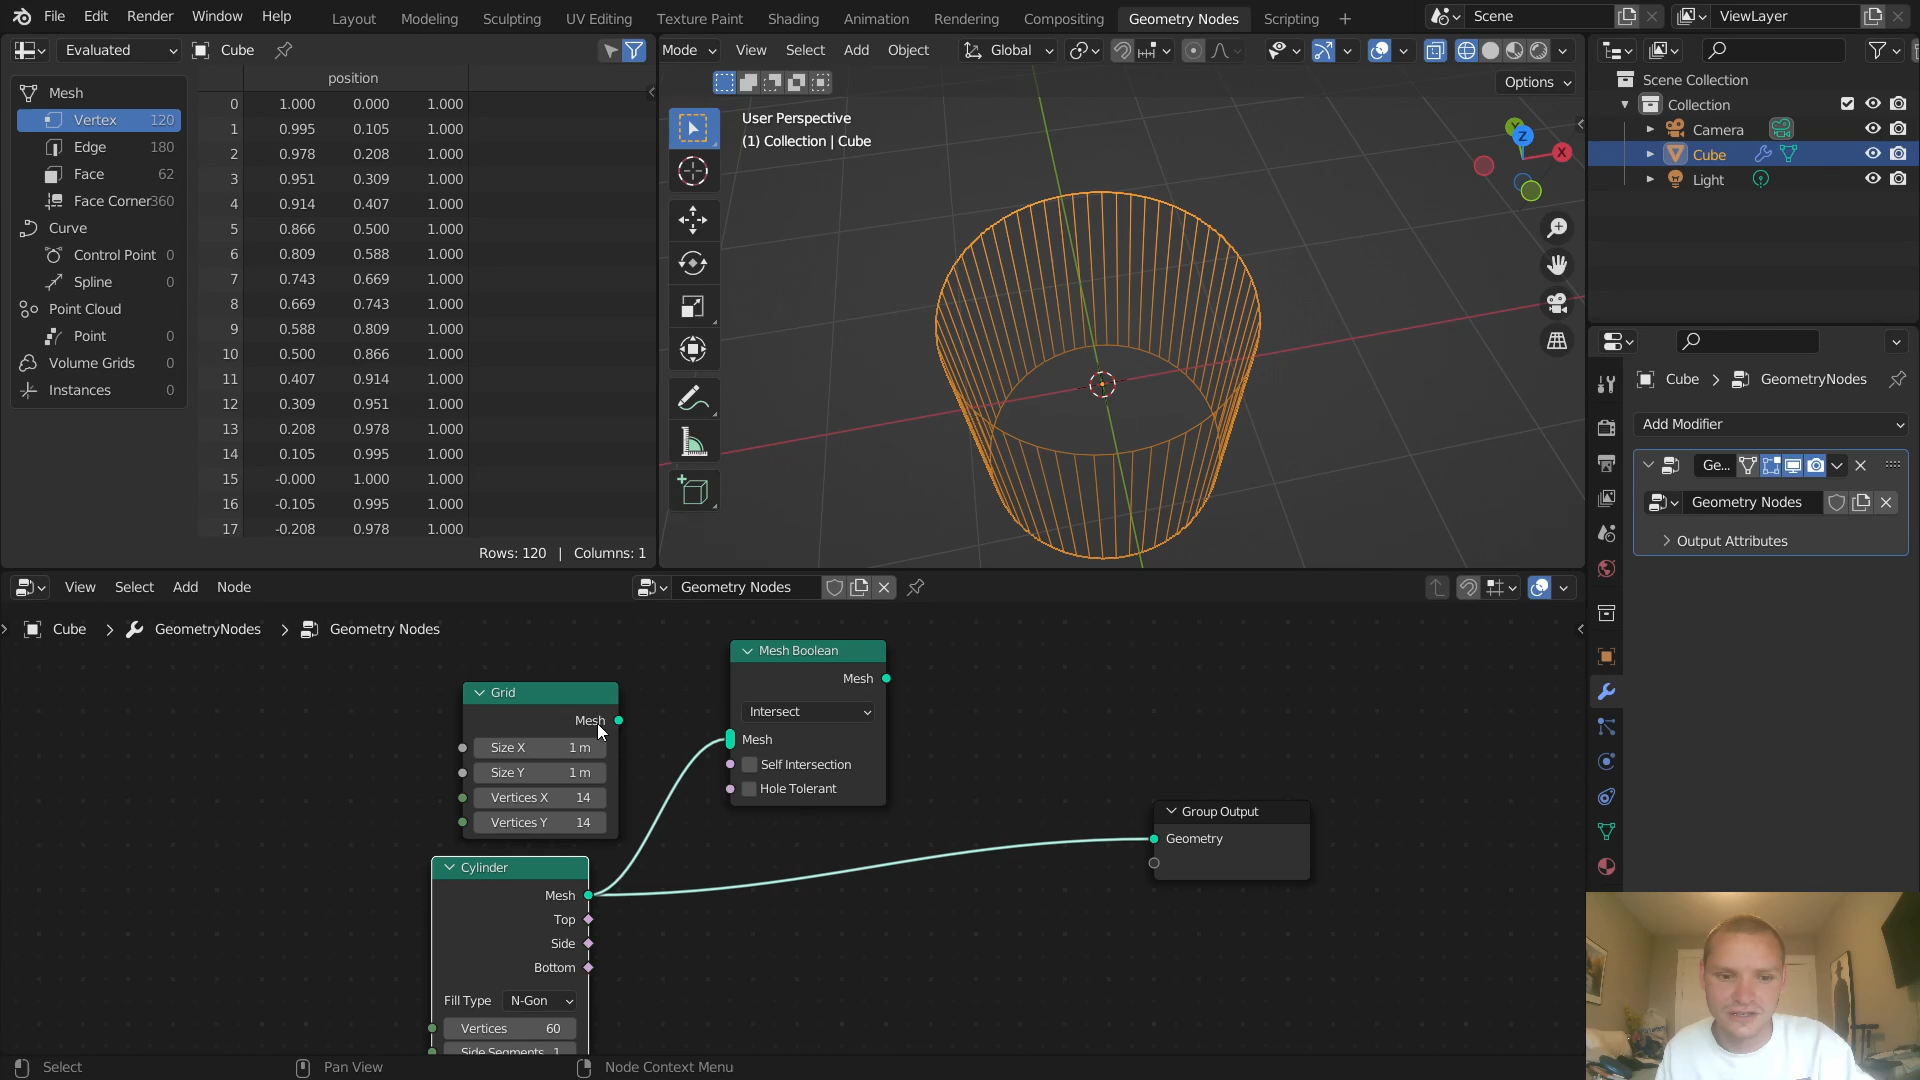 File Edit Render Window Help
Layout Modeling Sculpting UV Editing Texture Paint Shading Animation Rendering Compositing Geometry Nodes Scripting
Scene
ViewLayer
Evaluated
Cube
Mode View Select Add Object
Global
Options
position
Mesh
Vertex 120
Edge 180
Face 62
Face Corner 360
Curve
Control Point 0
Spline 0
Point Cloud
Point 0
Volume Grids 0
Instances 0
0 1.000 0.000 1.000
1 0.995 0.105 1.000
2 0.978 0.208 1.000
3 0.951 0.309 1.000
4 0.914 0.407 1.000
5 0.866 0.500 1.000
6 0.809 0.588 1.000
7 0.743 0.669 1.000
8 0.669 0.743 1.000
9 0.588 0.809 1.000
10 0.500 0.866 1.000
11 0.407 0.914 1.000
12 0.309 0.951 1.000
13 0.208 0.978 1.000
14 0.105 0.995 1.000
15 -0.000 1.000 1.000
16 -0.105 0.995 1.000
17 -0.208 0.978 1.000
Rows: 120 | Columns: 1
User Perspective
(1) Collection | Cube
Y
Z
X
Scene Collection
Collection
Camera
Cube
Light
Cube > GeometryNodes
Add Modifier
Ge...
Geometry Nodes
Output Attributes
View Select Add Node
Geometry Nodes
Cube > GeometryNodes > Geometry Nodes
Grid
Mesh
Size X 1 m
Size Y 1 m
Vertices X 14
Vertices Y 14
Mesh Boolean
Mesh
Intersect
Mesh
Self Intersection
Hole Tolerant
Group Output
Geometry
Cylinder
Mesh
Top
Side
Bottom
Fill Type N-Gon
Vertices 60
Side Segments 1
Select
Pan View
Node Context Menu